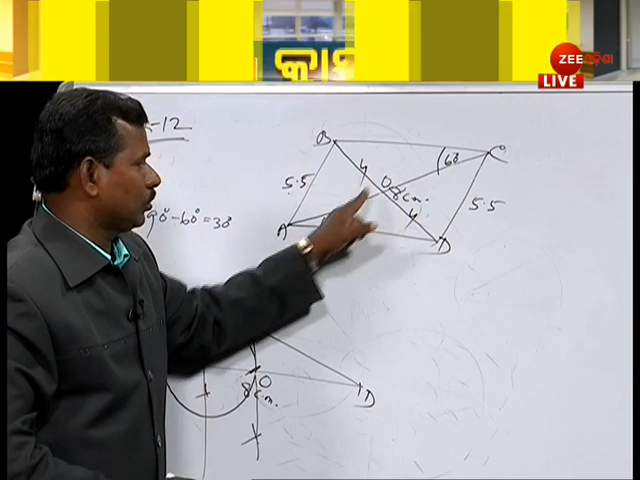 କ୍ଲାସ
ZEE ଓଡ଼ିଶା
LIVE
-12
90° - 60° = 30°
B
C
60°
4
O
8cm.
5.5
5.5
4
A
D
O
8cm.
D